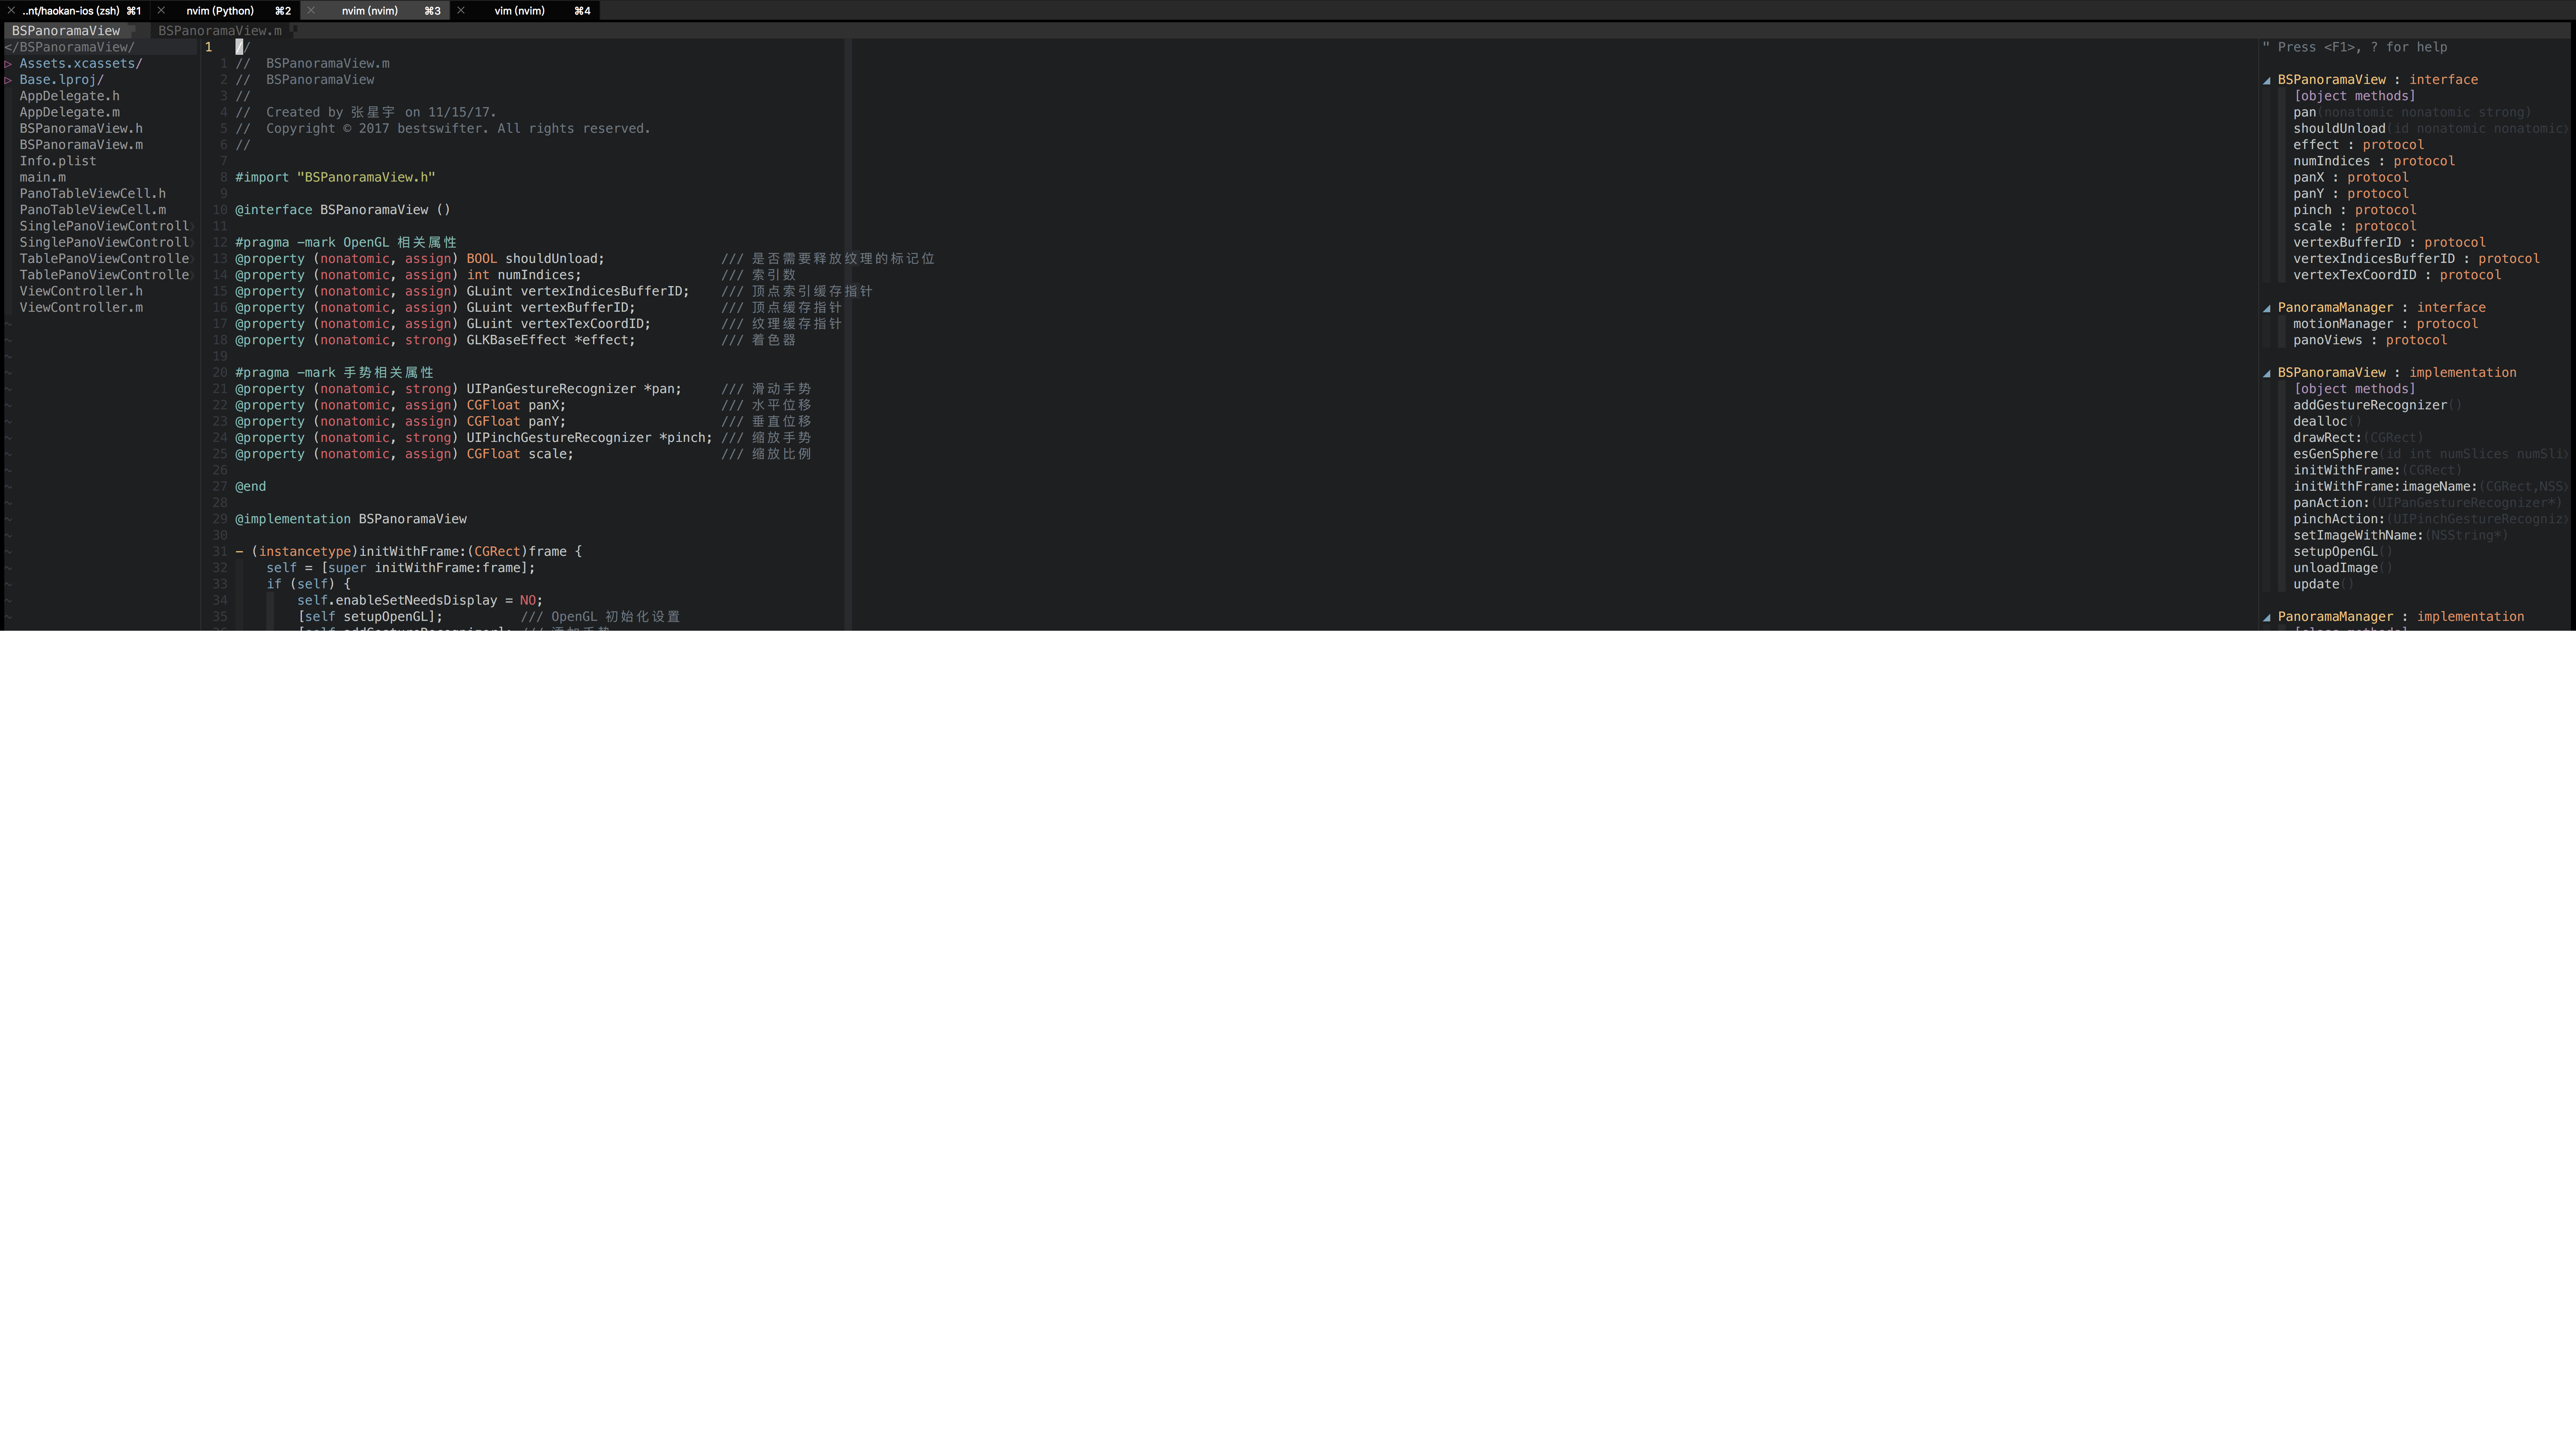 ..nt/haokan-ios (zsh) ⌘1 nvim (Python) ⌘2 nvim (nvim) ⌘3 vim (nvim) ⌘4
BSPanoramaView BSPanoramaView.m
</BSPanoramaView/
▷ Assets.xcassets/
▷ Base.lproj/
AppDelegate.h
AppDelegate.m
BSPanoramaView.h
BSPanoramaView.m
Info.plist
main.m
PanoTableViewCell.h
PanoTableViewCell.m
SinglePanoViewControll
SinglePanoViewControll
TablePanoViewControlle
TablePanoViewControlle
ViewController.h
ViewController.m
1 //
1 //  BSPanoramaView.m
2 //  BSPanoramaView
3 //
4 //  Created by 张星宇 on 11/15/17.
5 //  Copyright © 2017 bestswifter. All rights reserved.
6 //
7
8 #import "BSPanoramaView.h"
9
10 @interface BSPanoramaView ()
11
12 #pragma -mark OpenGL 相关属性
13 @property (nonatomic, assign) BOOL shouldUnload; /// 是否需要释放纹理的标记位
14 @property (nonatomic, assign) int numIndices; /// 索引数
15 @property (nonatomic, assign) GLuint vertexIndicesBufferID; /// 顶点索引缓存指针
16 @property (nonatomic, assign) GLuint vertexBufferID; /// 顶点缓存指针
17 @property (nonatomic, assign) GLuint vertexTexCoordID; /// 纹理缓存指针
18 @property (nonatomic, strong) GLKBaseEffect *effect; /// 着色器
19
20 #pragma -mark 手势相关属性
21 @property (nonatomic, strong) UIPanGestureRecognizer *pan; /// 滑动手势
22 @property (nonatomic, assign) CGFloat panX; /// 水平位移
23 @property (nonatomic, assign) CGFloat panY; /// 垂直位移
24 @property (nonatomic, strong) UIPinchGestureRecognizer *pinch; /// 缩放手势
25 @property (nonatomic, assign) CGFloat scale; /// 缩放比例
26
27 @end
28
29 @implementation BSPanoramaView
30
31 - (instancetype)initWithFrame:(CGRect)frame {
32     self = [super initWithFrame:frame];
33     if (self) {
34         self.enableSetNeedsDisplay = NO;
35         [self setupOpenGL]; /// OpenGL 初始化设置
" Press <F1>, ? for help
BSPanoramaView : interface
[object methods]
pan(nonatomic nonatomic strong)
shouldUnload(id nonatomic nonatomic
effect : protocol
numIndices : protocol
panX : protocol
panY : protocol
pinch : protocol
scale : protocol
vertexBufferID : protocol
vertexIndicesBufferID : protocol
vertexTexCoordID : protocol
PanoramaManager : interface
motionManager : protocol
panoViews : protocol
BSPanoramaView : implementation
[object methods]
addGestureRecognizer()
dealloc()
drawRect:(CGRect)
esGenSphere(id int numSlices numSli
initWithFrame:(CGRect)
initWithFrame:imageName:(CGRect,NSS
panAction:(UIPanGestureRecognizer*)
pinchAction:(UIPinchGestureRecogniz
setImageWithName:(NSString*)
setupOpenGL()
unloadImage()
update()
PanoramaManager : implementation